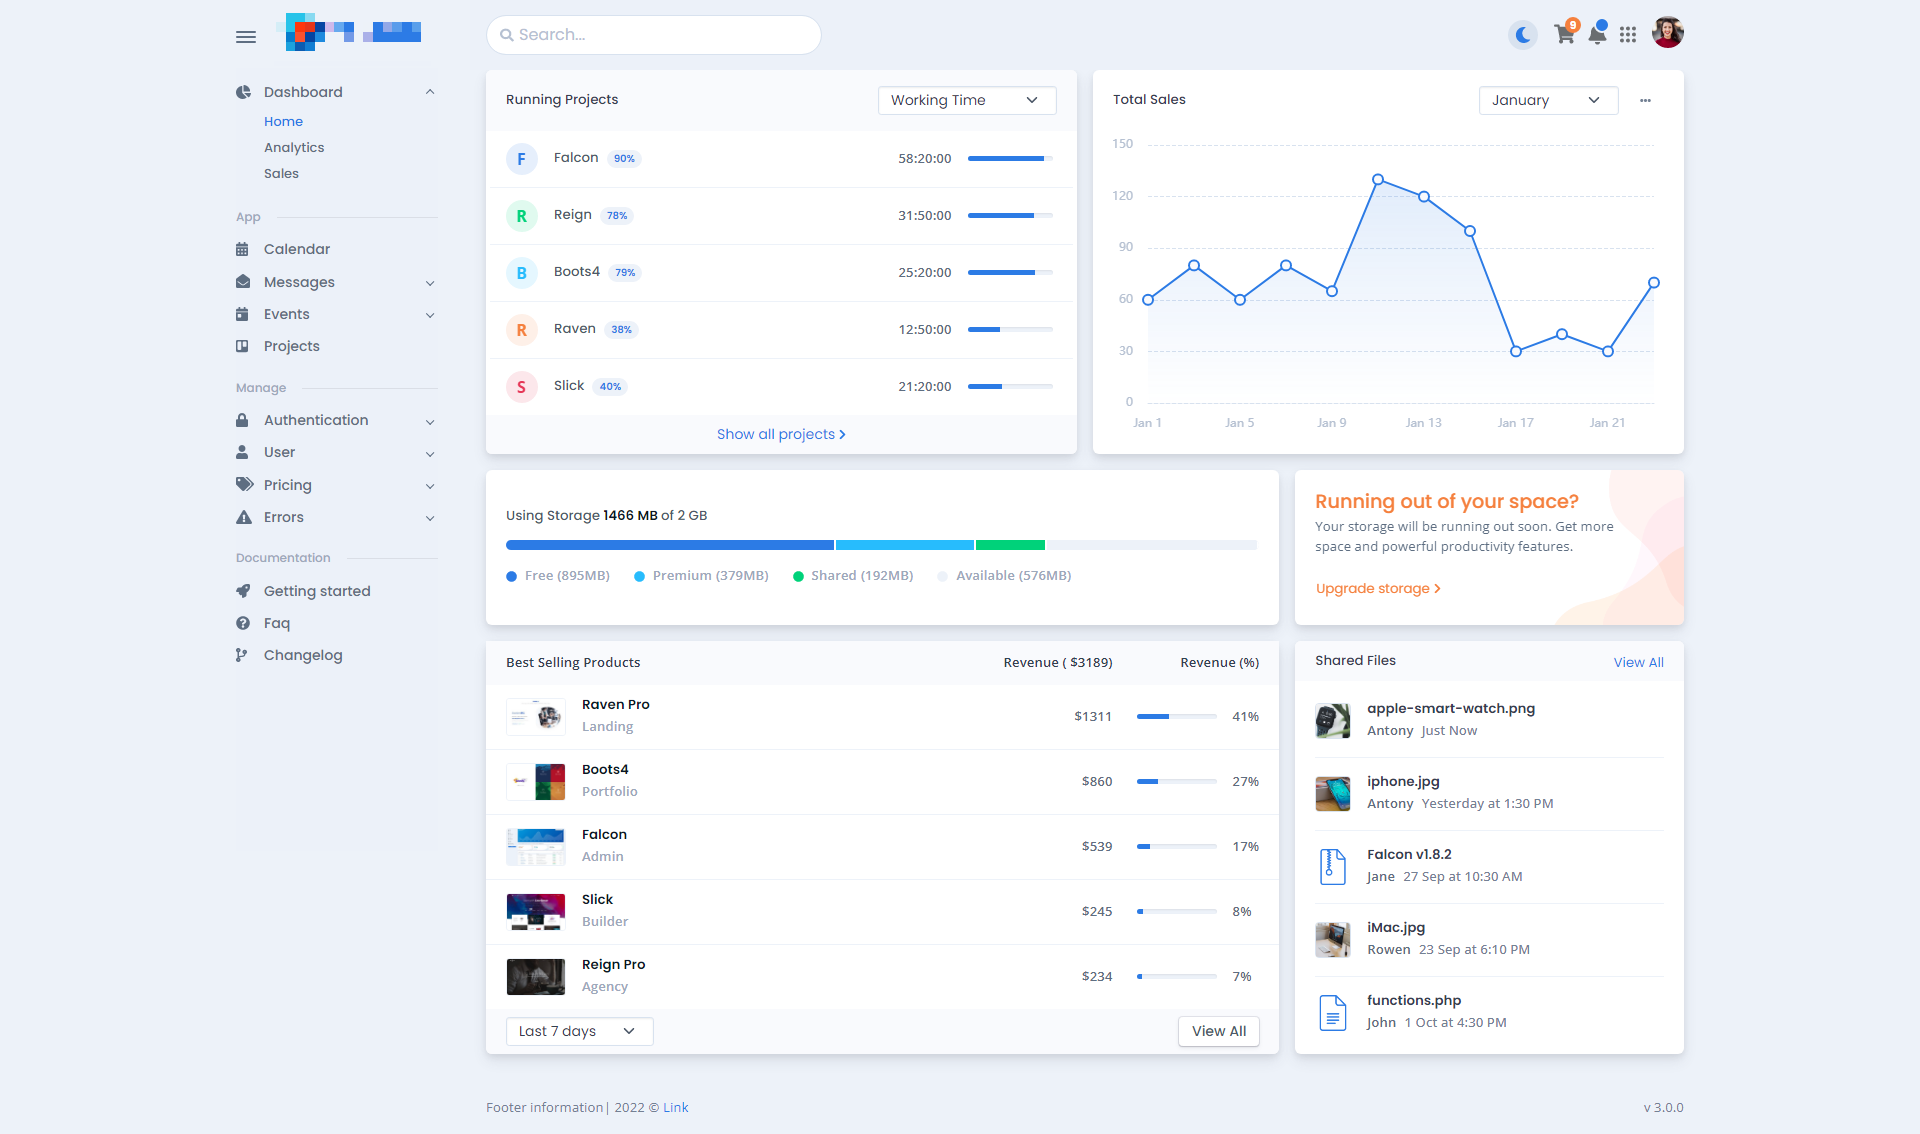 Search...
9
Dashboard
Home
Analytics
Sales
App
Calendar
Messages
Events
Projects
Manage
Authentication
User
Pricing
Errors
Documentation
Getting started
Faq
Changelog
Running Projects
Working Time
F Falcon 90% 58:20:00
R Reign 78% 31:50:00
B Boots4 79% 25:20:00
R Raven 38% 12:50:00
S Slick 40% 21:20:00
Show all projects
Total Sales
January
150
120
90
60
30
0
Jan 1 Jan 5 Jan 9 Jan 13 Jan 17 Jan 21
Using Storage 1466 MB of 2 GB
Free (895MB) Premium (379MB) Shared (192MB) Available (576MB)
Running out of your space?
Your storage will be running out soon. Get more
space and powerful productivity features.
Upgrade storage
Best Selling Products Revenue ( $3189) Revenue (%)
Raven Pro
Landing
$1311 41%
Boots4
Portfolio
$860 27%
Falcon
Admin
$539 17%
Slick
Builder
$245 8%
Reign Pro
Agency
$234 7%
Last 7 days
View All
Shared Files
View All
apple-smart-watch.png
Antony Just Now
iphone.jpg
Antony Yesterday at 1:30 PM
Falcon v1.8.2
Jane 27 Sep at 10:30 AM
iMac.jpg
Rowen 23 Sep at 6:10 PM
functions.php
John 1 Oct at 4:30 PM
Footer information| 2022 © Link
v 3.0.0